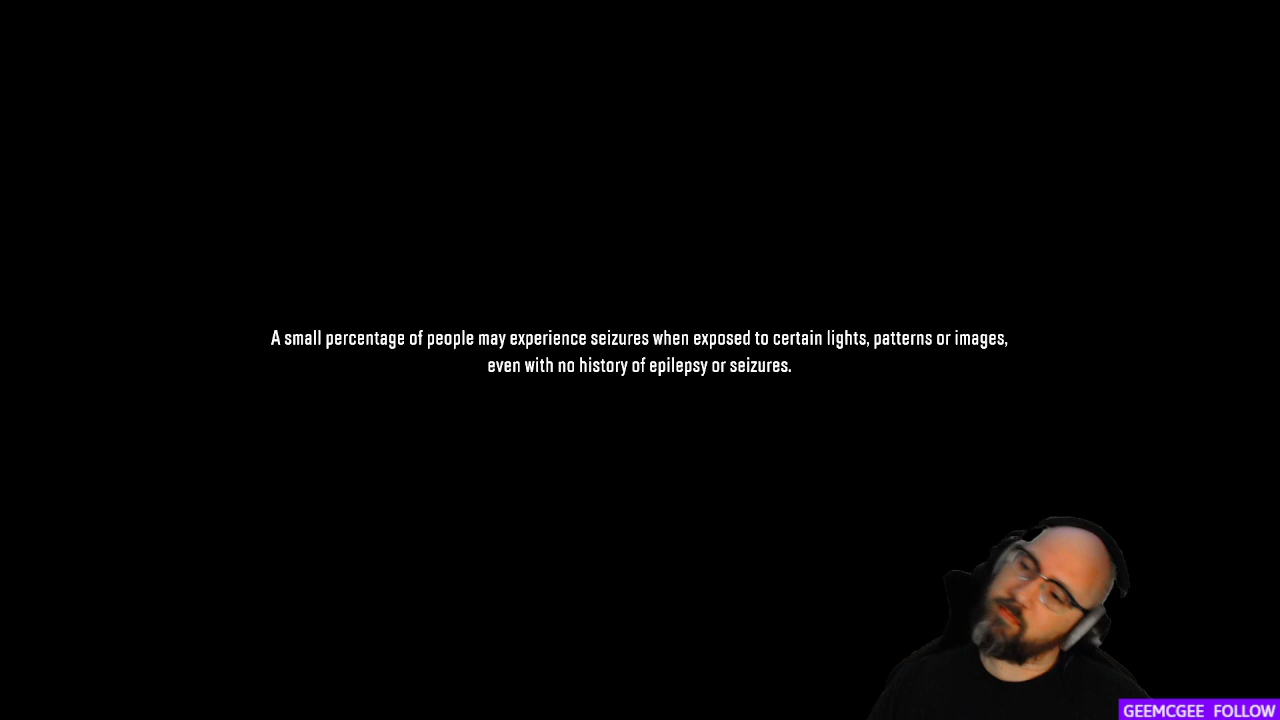 A small percentage of people may experience seizures when exposed to certain lights, patterns or images,
even with no history of epilepsy or seizures.
GEEMCGEE FOLLOW